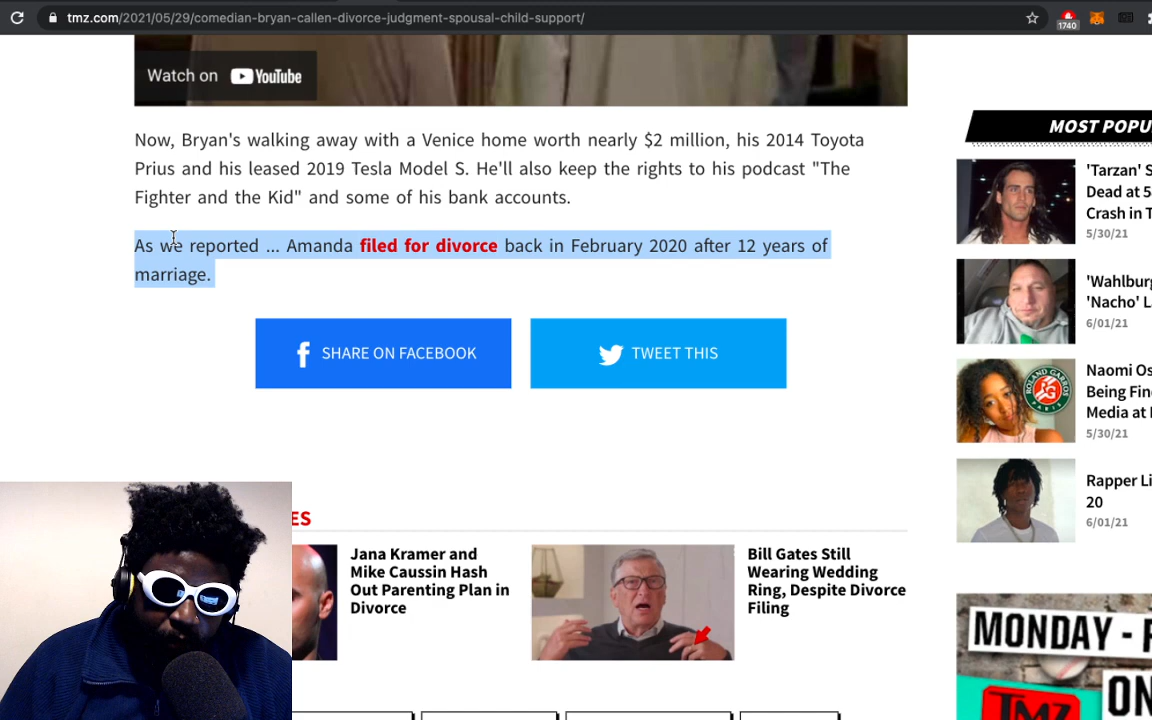 tmz.com/2021/05/29/comedian-bryan-callen-divorce-judgment-spousal-child-support/
1740
Watch on YouTube
Now, Bryan's walking away with a Venice home worth nearly $2 million, his 2014 Toyota
Prius and his leased 2019 Tesla Model S. He'll also keep the rights to his podcast "The
Fighter and the Kid" and some of his bank accounts.
As we reported ... Amanda filed for divorce back in February 2020 after 12 years of
marriage.
SHARE ON FACEBOOK
TWEET THIS
MOST POPU
'Tarzan' S
Dead at 5
Crash in T
5/30/21
ROLAND GARROS
PARIS
'Wahlburg
'Nacho' L
6/01/21
Naomi Os
Being Fin
Media at
5/30/21
Rapper Li
20
6/01/21
ES
Jana Kramer and
Mike Caussin Hash
Out Parenting Plan in
Divorce
Bill Gates Still
Wearing Wedding
Ring, Despite Divorce
Filing
MONDAY - F
ON
TMZ